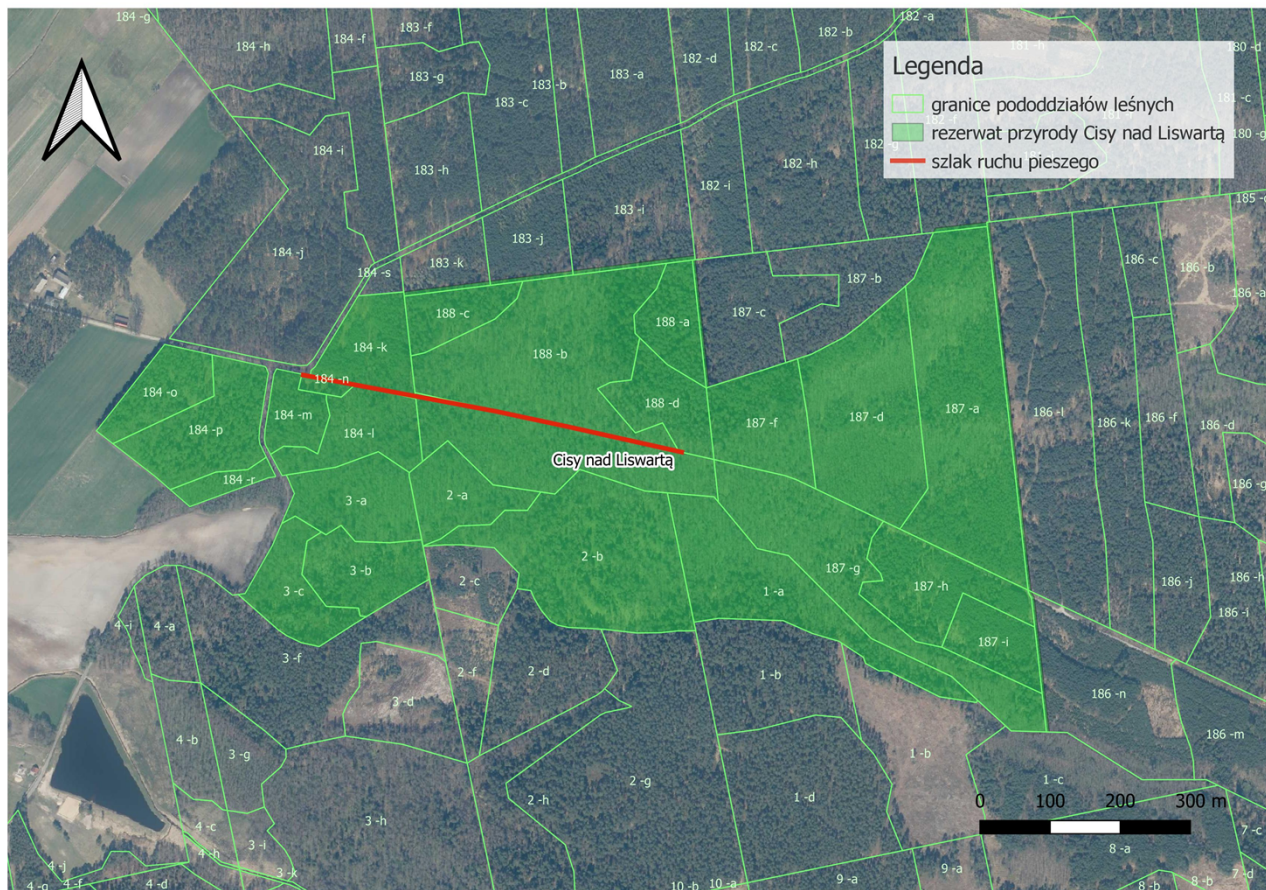 184 -g
184 -h
184 -f
183 -f
183 -g
183 -c
183 -b
183 -a
182 -d
182 -c
182 -b
182 -a
181 -h
180 -d
Legenda
granice pododdziałów leśnych
rezerwat przyrody Cisy nad Liswartą
szlak ruchu pieszego
181 -c
182 -f
180 -g
184 -i
183 -h
182 -h
182 -g
182 -i
185 -d
184 -j
183 -j
183 -i
184 -s
183 -k
187 -b
186 -c
186 -b
186 -a
188 -c
188 -a
187 -c
184 -k
188 -b
184 -n
184 -o
188 -d
184 -m
187 -f
187 -d
187 -a
186 -l
186 -k
186 -f
186 -d
184 -p
184 -l
Cisy nad Liswartą
184 -r
186 -g
3 -a
2 -a
2 -b
3 -b
3 -c
2 -c
187 -g
187 -h
1 -a
186 -j
186 -h
186 -i
4 -i
4 -a
187 -i
3 -f
2 -f
2 -d
1 -b
3 -d
186 -n
186 -m
4 -b
3 -g
1 -b
2 -g
1 -c
2 -h
1 -d
0 100 200 300 m
3 -h
4 -c
3 -i
4 -h
7 -c
8 -a
4 -j
3 -k
4 -g
4 -f
4 -d
10 -b
10 -a
9 -a
9 -a
8 -b
8 -b
7 -d